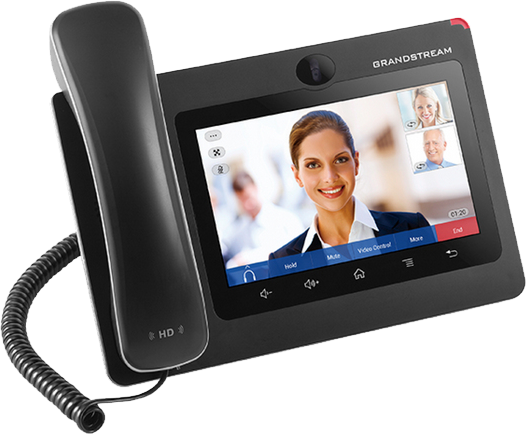 GRANDSTREAM
01:20
Hold Mute Video Control More End
HD